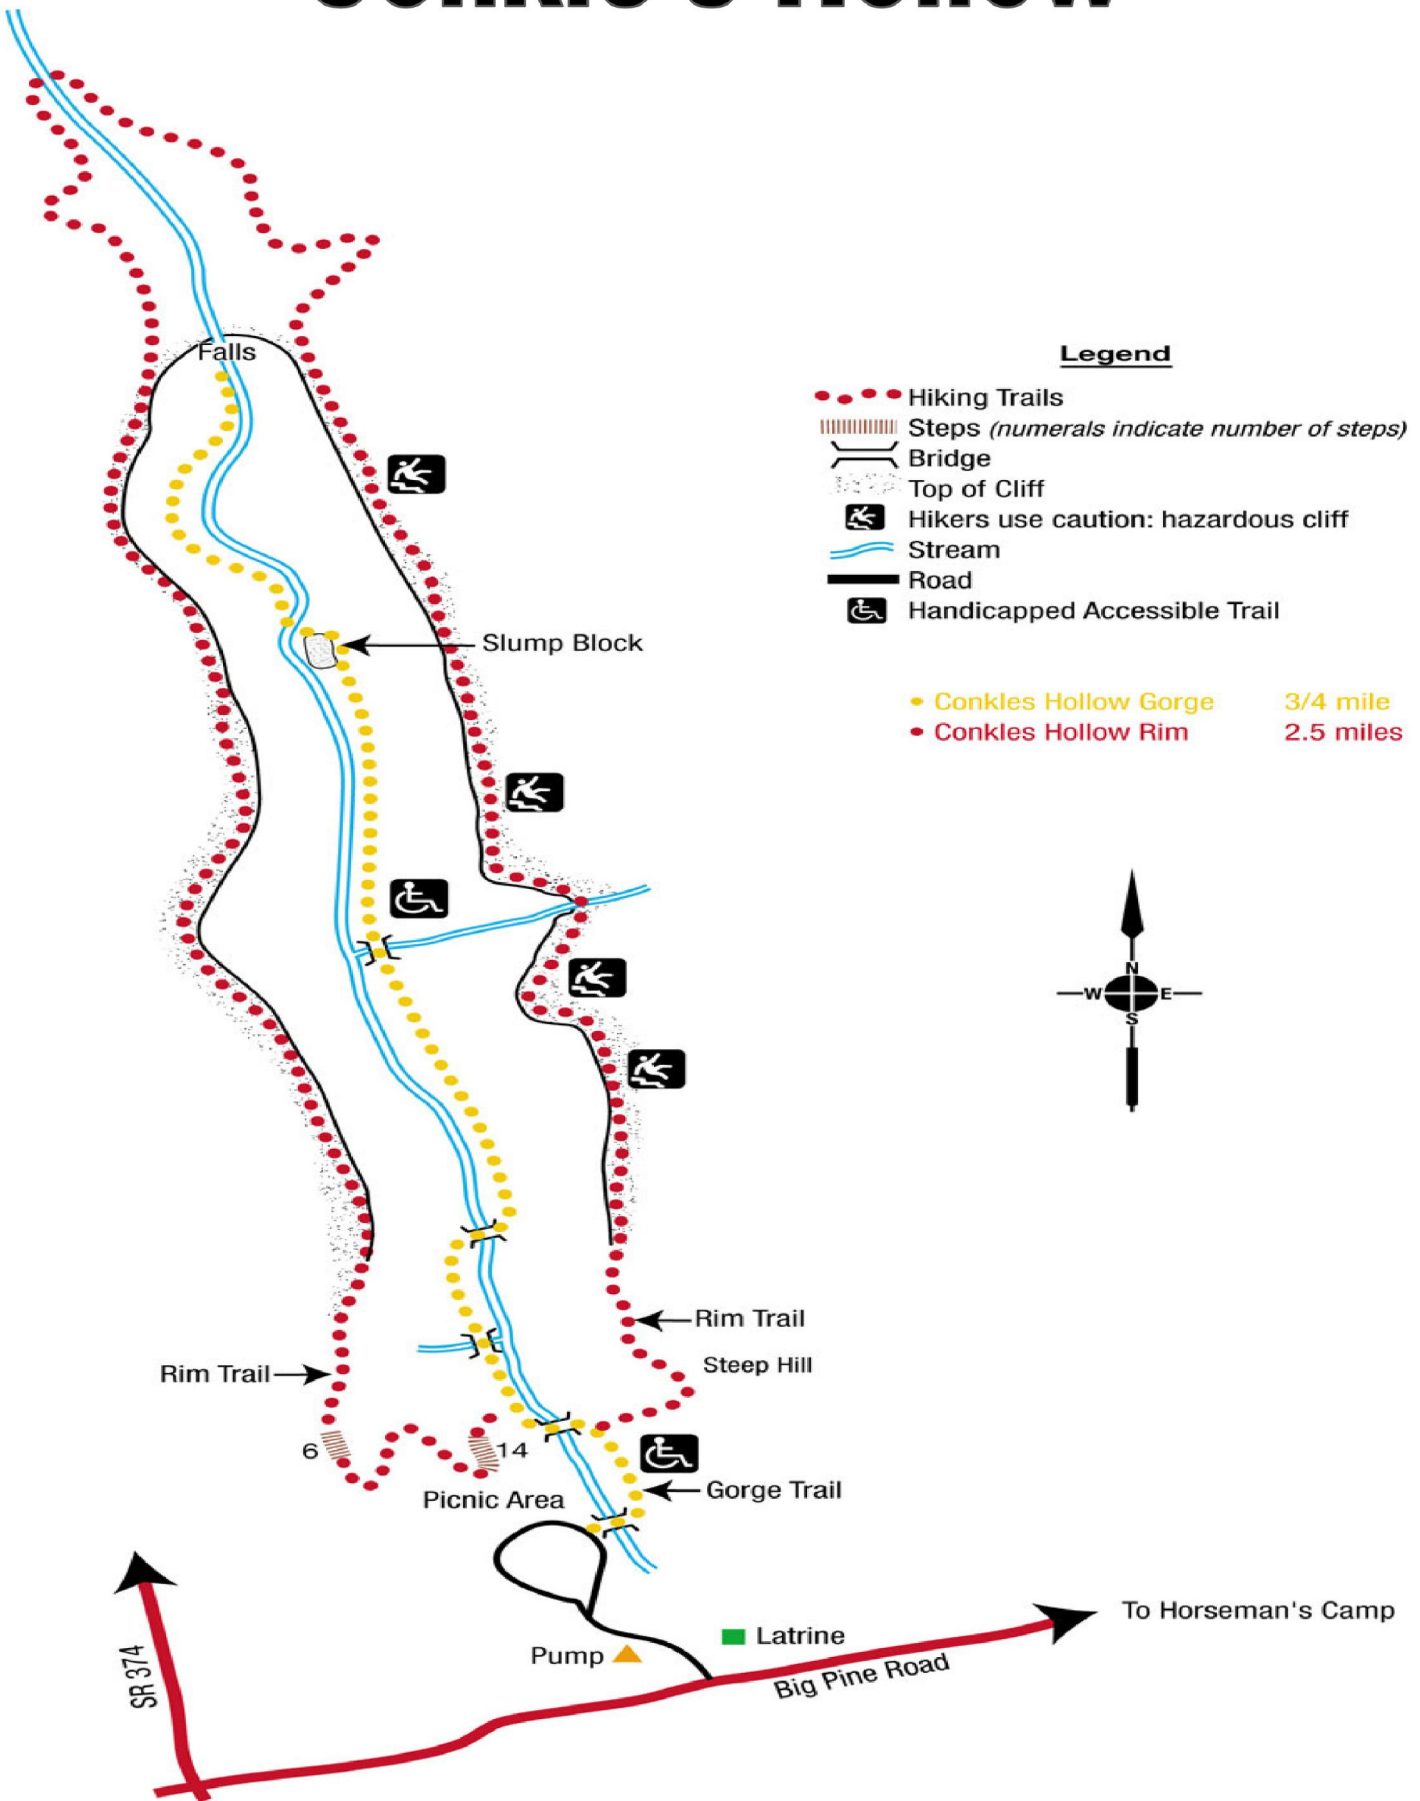 Conkle's Hollow
Falls
Legend
Hiking Trails
Steps (numerals indicate number of steps)
Bridge
Top of Cliff
Hikers use caution: hazardous cliff
Stream
Road
Handicapped Accessible Trail
Slump Block
Conkles Hollow Gorge 3/4 mile
Conkles Hollow Rim 2.5 miles
N
W E
S
Rim Trail
Steep Hill
Rim Trail
6
14
Gorge Trail
Picnic Area
To Horseman's Camp
Latrine
Pump
Big Pine Road
SR 374